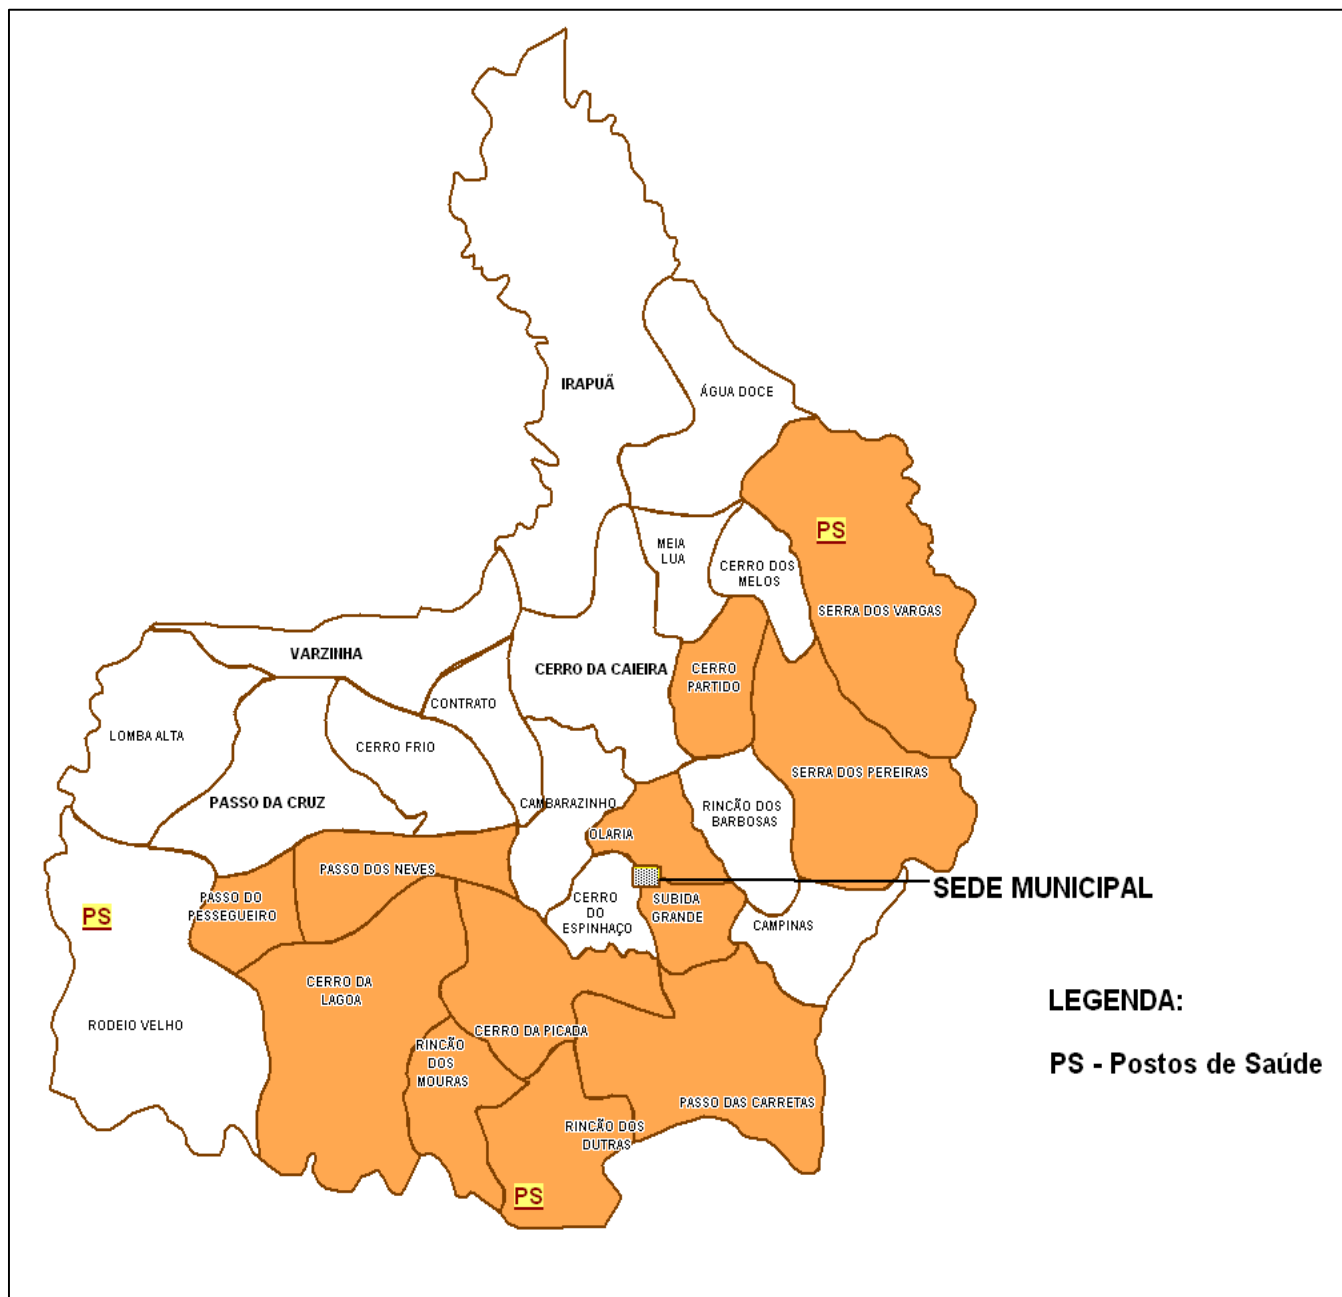 IRAPUÃ
ÁGUA DOCE
PS
MEIA
LUA
CERRO DOS
MELOS
SERRA DOS VARGAS
VARZINHA
CERRO DA CAIEIRA
CERRO
PARTIDO
CONTRATO
LOMBA ALTA
CERRO FRIO
SERRA DOS PEREIRAS
PASSO DA CRUZ
CAMBARAZINHO
RINCÃO DOS
BARBOSAS
OLARIA
PASSO DOS NEVES
SEDE MUNICIPAL
PASSO DO
PESSEGUEIRO
CERRO
DO
ESPINHAÇO
SUBIDA
GRANDE
PS
CAMPINAS
CERRO DA
LAGOA
LEGENDA:
RODEIO VELHO
CERRO DA PICADA
RINCÃO
DOS
MOURAS
PS - Postos de Saúde
PASSO DAS CARRETAS
RINCÃO DOS
DUTRAS
PS